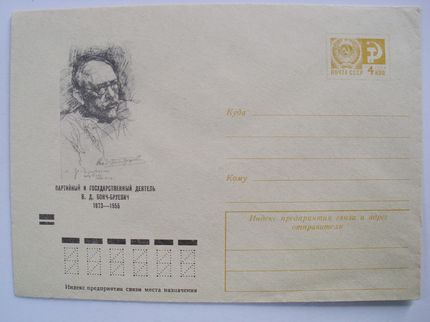 ПОЧТА СССР
4 КОП
Куда
Кому
ПАРТИЙНЫЙ И ГОСУДАРСТВЕННЫЙ ДЕЯТЕЛЬ
В. Д. БОНЧ-БРУЕВИЧ
1873—1955
Индекс предприятия связи и адрес
отправителя
Индекс предприятия связи места назначения